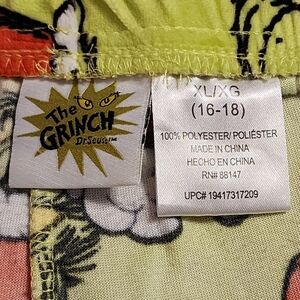 The
GRINCH
Dr. Seuss™
XL/XG
(16-18)
100% POLYESTER/ POLIÉSTER
MADE IN CHINA
HECHO EN CHINA
RN# 88147
UPC# 19417317209